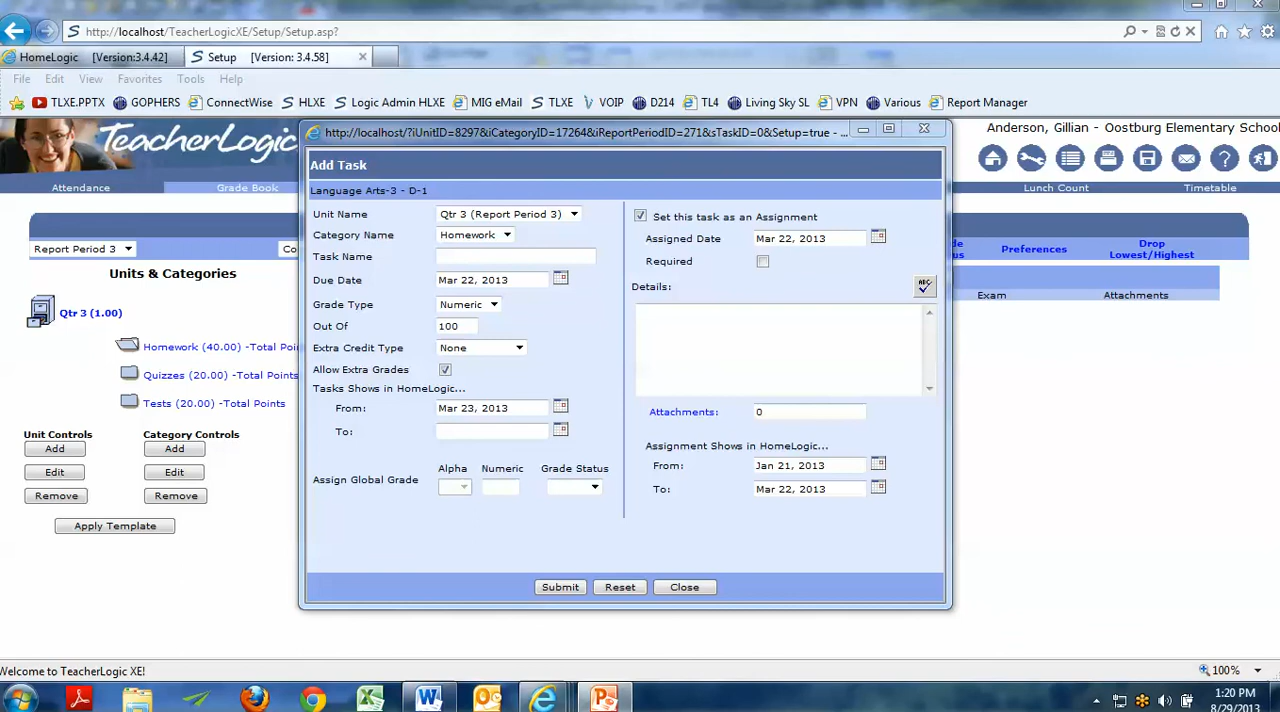 http://localhost/TeacherLogicXE/Setup/Setup.asp?
HomeLogic [Version:3.4.42]
Setup [Version: 3.4.58]
File Edit View Favorites Tools Help
TLXE.PPTX GOPHERS ConnectWise HLXE Logic Admin HLXE MIG eMail TLXE VOIP D214 TL4 Living Sky SL VPN Various Report Manager
TeacherLogic
Anderson, Gillian - Oostburg Elementary School
Attendance Grade Book Lunch Count Timetable
Report Period 3
Preferences
Drop Lowest/Highest
Exam Attachments
Units & Categories
Qtr 3 (1.00)
Homework (40.00) -Total Poin
Quizzes (20.00) -Total Points
Tests (20.00) -Total Points
Unit Controls Category Controls
Add Add
Edit Edit
Remove Remove
Apply Template
http://localhost/?iUnitID=8297&iCategoryID=17264&iReportPeriodID=271&sTaskID=0&Setup=true - ...
Add Task
Language Arts-3 - D-1
Unit Name Qtr 3 (Report Period 3)
Category Name Homework
Task Name
Due Date Mar 22, 2013
Grade Type Numeric
Out Of 100
Extra Credit Type None
Allow Extra Grades
Tasks Shows in HomeLogic...
From: Mar 23, 2013
To:
Alpha Numeric Grade Status
Assign Global Grade
Set this task as an Assignment
Assigned Date Mar 22, 2013
Required
Details:
ABC
Attachments: 0
Assignment Shows in HomeLogic...
From: Jan 21, 2013
To: Mar 22, 2013
Submit Reset Close
Welcome to TeacherLogic XE!
100%
1:20 PM
8/29/2013